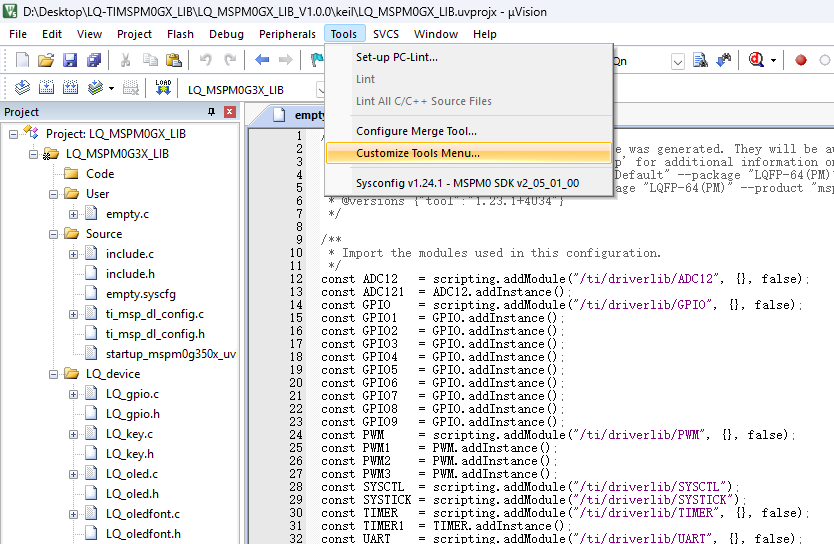 D:\Desktop\LQ-TIMSPM0GX_LIB\LQ_MSPM0GX_LIB_V1.0.0\keil\LQ_MSPM0GX_LIB.uvprojx - µVision
File Edit View Project Flash Debug Peripherals Tools SVCS Window Help
Set-up PC-Lint...
Lint
Lint All C/C++ Source Files
Configure Merge Tool...
Customize Tools Menu...
Sysconfig v1.24.1 - MSPM0 SDK v2_05_01_00
LOAD
LQ_MSPM0G3X_LIB
Project
Project: LQ_MSPM0GX_LIB
LQ_MSPM0G3X_LIB
Code
User
empty.c
Source
include.c
include.h
empty.syscfg
ti_msp_dl_config.c
ti_msp_dl_config.h
startup_mspm0g350x_uv
LQ_device
LQ_gpio.c
LQ_gpio.h
LQ_key.c
LQ_key.h
LQ_oled.c
LQ_oled.h
LQ_oledfont.c
LQ_oledfont.h
empty
1 /
2 e was generated. They will be au
3 p' for additional information on
4 Default" --package "LQFP-64(PM)"
5 age "LQFP-64(PM)" --product "msp
6 * @versions {"tool":"1.23.1+4034"}
7 */
8
9 /**
10 * Import the modules used in this configuration.
11 */
12 const ADC12 = scripting.addModule("/ti/driverlib/ADC12", {}, false);
13 const ADC121 = ADC12.addInstance();
14 const GPIO = scripting.addModule("/ti/driverlib/GPIO", {}, false);
15 const GPIO1 = GPIO.addInstance();
16 const GPIO2 = GPIO.addInstance();
17 const GPIO3 = GPIO.addInstance();
18 const GPIO4 = GPIO.addInstance();
19 const GPIO5 = GPIO.addInstance();
20 const GPIO6 = GPIO.addInstance();
21 const GPIO7 = GPIO.addInstance();
22 const GPIO8 = GPIO.addInstance();
23 const GPIO9 = GPIO.addInstance();
24 const PWM = scripting.addModule("/ti/driverlib/PWM", {}, false);
25 const PWM1 = PWM.addInstance();
26 const PWM2 = PWM.addInstance();
27 const PWM3 = PWM.addInstance();
28 const SYSCTL = scripting.addModule("/ti/driverlib/SYSCTL");
29 const SYSTICK = scripting.addModule("/ti/driverlib/SYSTICK");
30 const TIMER = scripting.addModule("/ti/driverlib/TIMER", {}, false);
31 const TIMER1 = TIMER.addInstance();
32 const UART = scripting.addModule("/ti/driverlib/UART", {}, false);